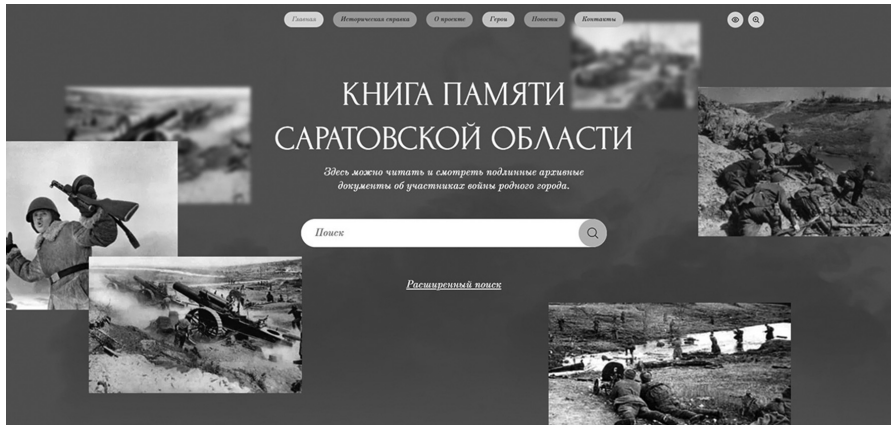 Главная
Историческая справка
О проекте
Герои
Новости
Контакты
КНИГА ПАМЯТИ
САРАТОВСКОЙ ОБЛАСТИ
Здесь можно читать и смотреть подлинные архивные
документы об участниках войны родного города.
Поиск
Расширенный поиск